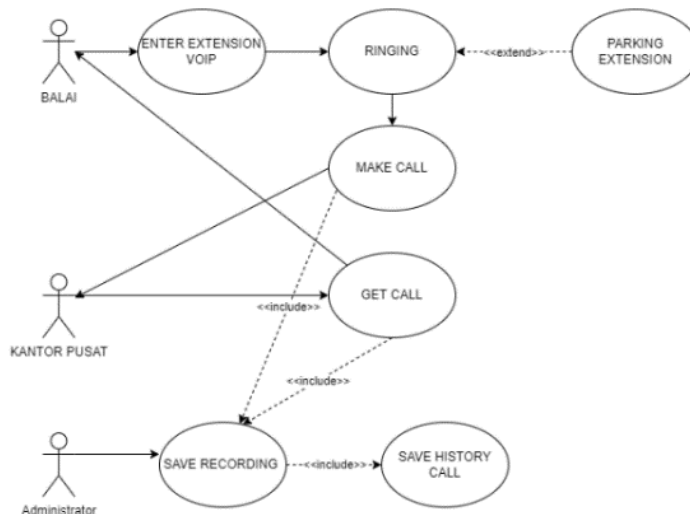 ENTER EXTENSION
VOIP
RINGING
<<extend>>
PARKING
EXTENSION
BALAI
MAKE CALL
GET CALL
<<include>>
KANTOR PUSAT
<<include>>
SAVE RECORDING
<<include>>
SAVE HISTORY
CALL
Administrator